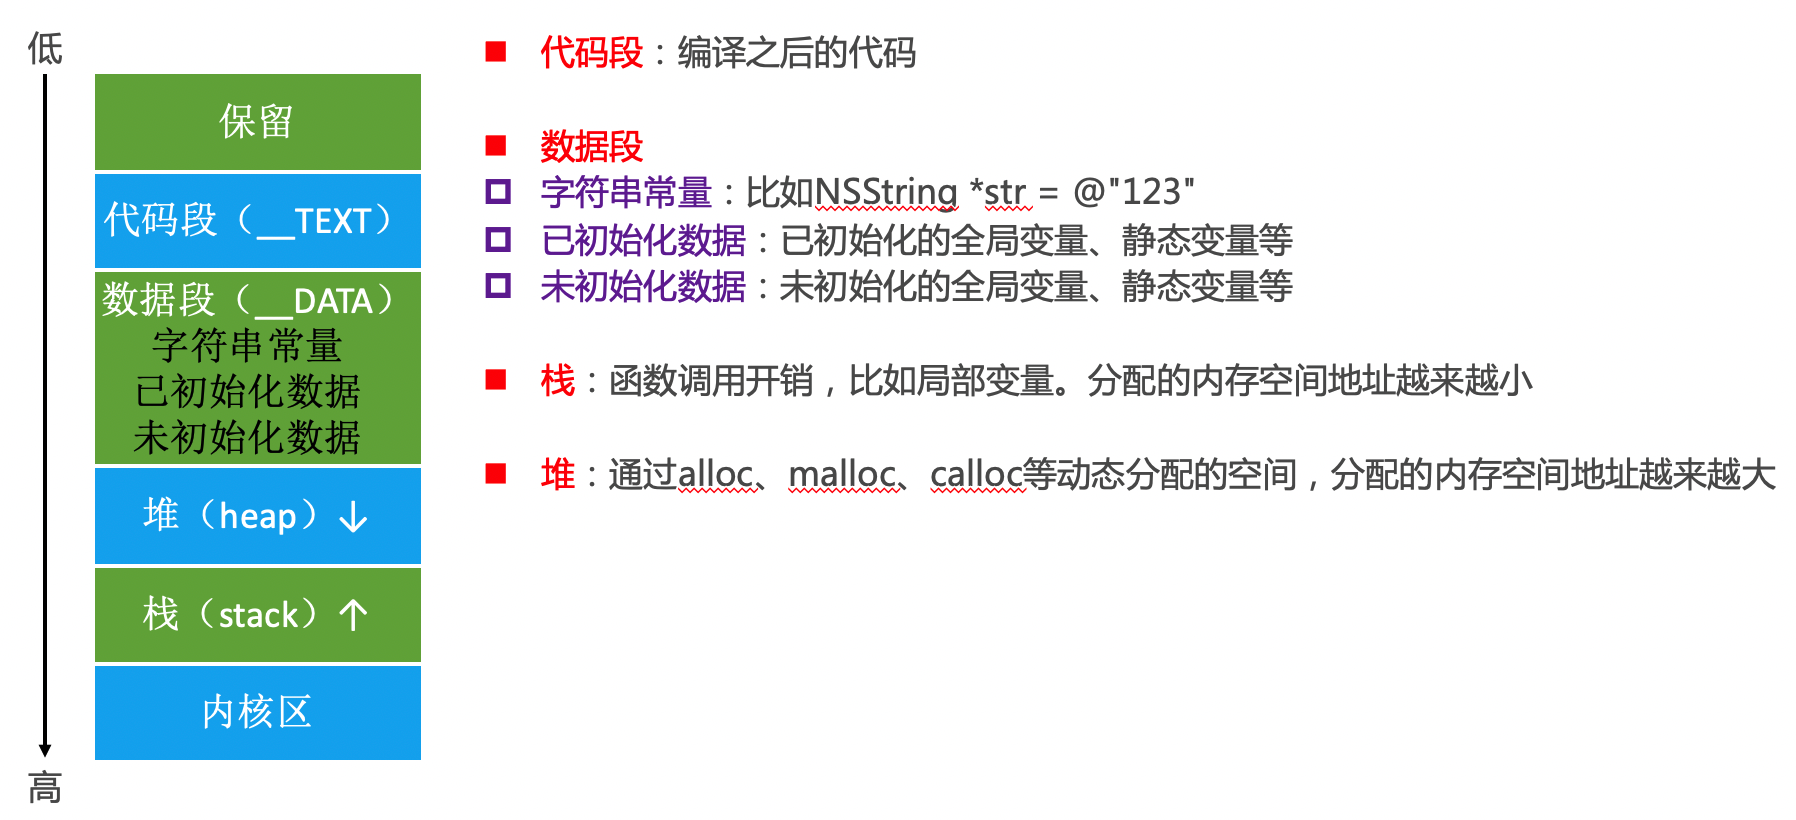 低
保留
代码段（__TEXT）
数据段（__DATA）
字符串常量
已初始化数据
未初始化数据
堆（heap）↓
栈（stack）↑
内核区
高
代码段：编译之后的代码
数据段
字符串常量：比如NSString *str = @"123"
已初始化数据：已初始化的全局变量、静态变量等
未初始化数据：未初始化的全局变量、静态变量等
栈：函数调用开销，比如局部变量。分配的内存空间地址越来越小
堆：通过alloc、malloc、calloc等动态分配的空间，分配的内存空间地址越来越大